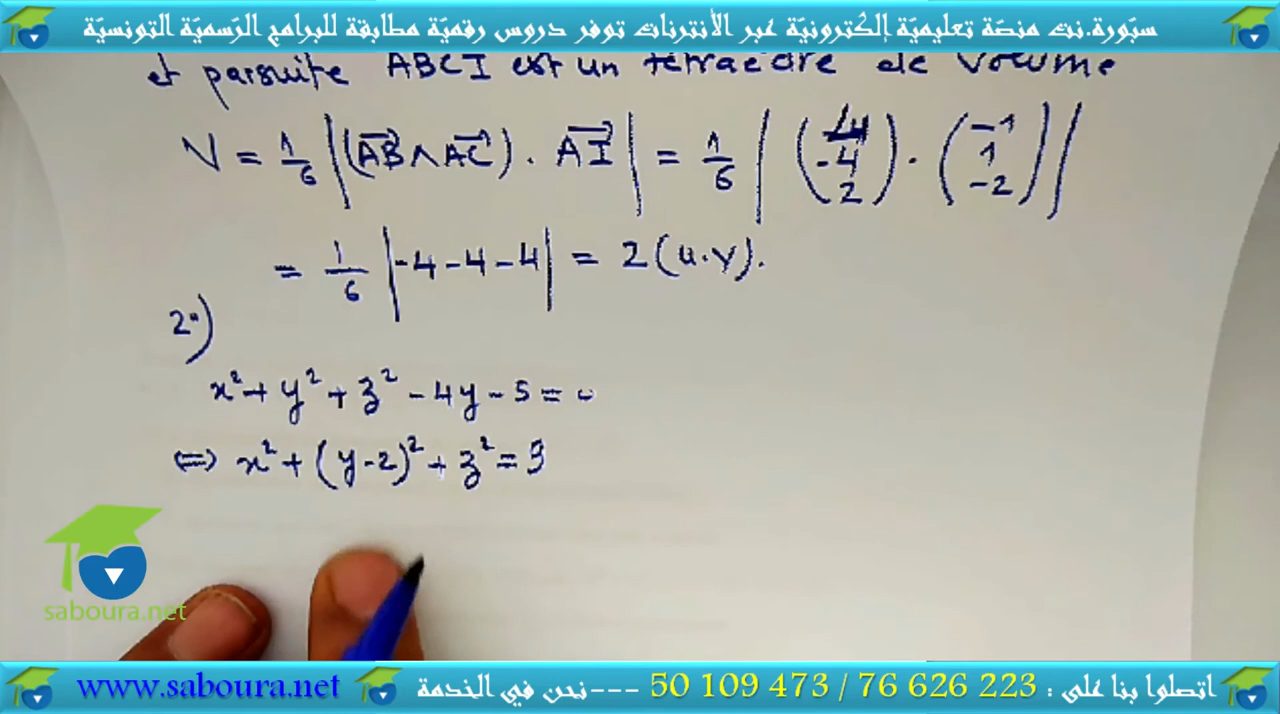 سبّورة.نت منصّة تعليميّة إلكترونيّة عبر الأنترنات توفر دروس رقميّة مطابقة للبرامج الرّسميّة التونسيّة
et parsuite ABCI est un tétraèdre de volume
V = 1/6 |(AB⃗ ∧ AC⃗) . AI⃗| = 1/6 |(4 -4 2) . (-1 1 -2)|
= 1/6 |-4-4-4| = 2 (u.v).
2°)
x² + y² + z² - 4y - 5 = 0
⟺ x² + (y-2)² + z² = 9
saboura.net
www.saboura.net اتصلوا بنا على : 223 626 76 / 473 109 50 ---نحن في الخدمة